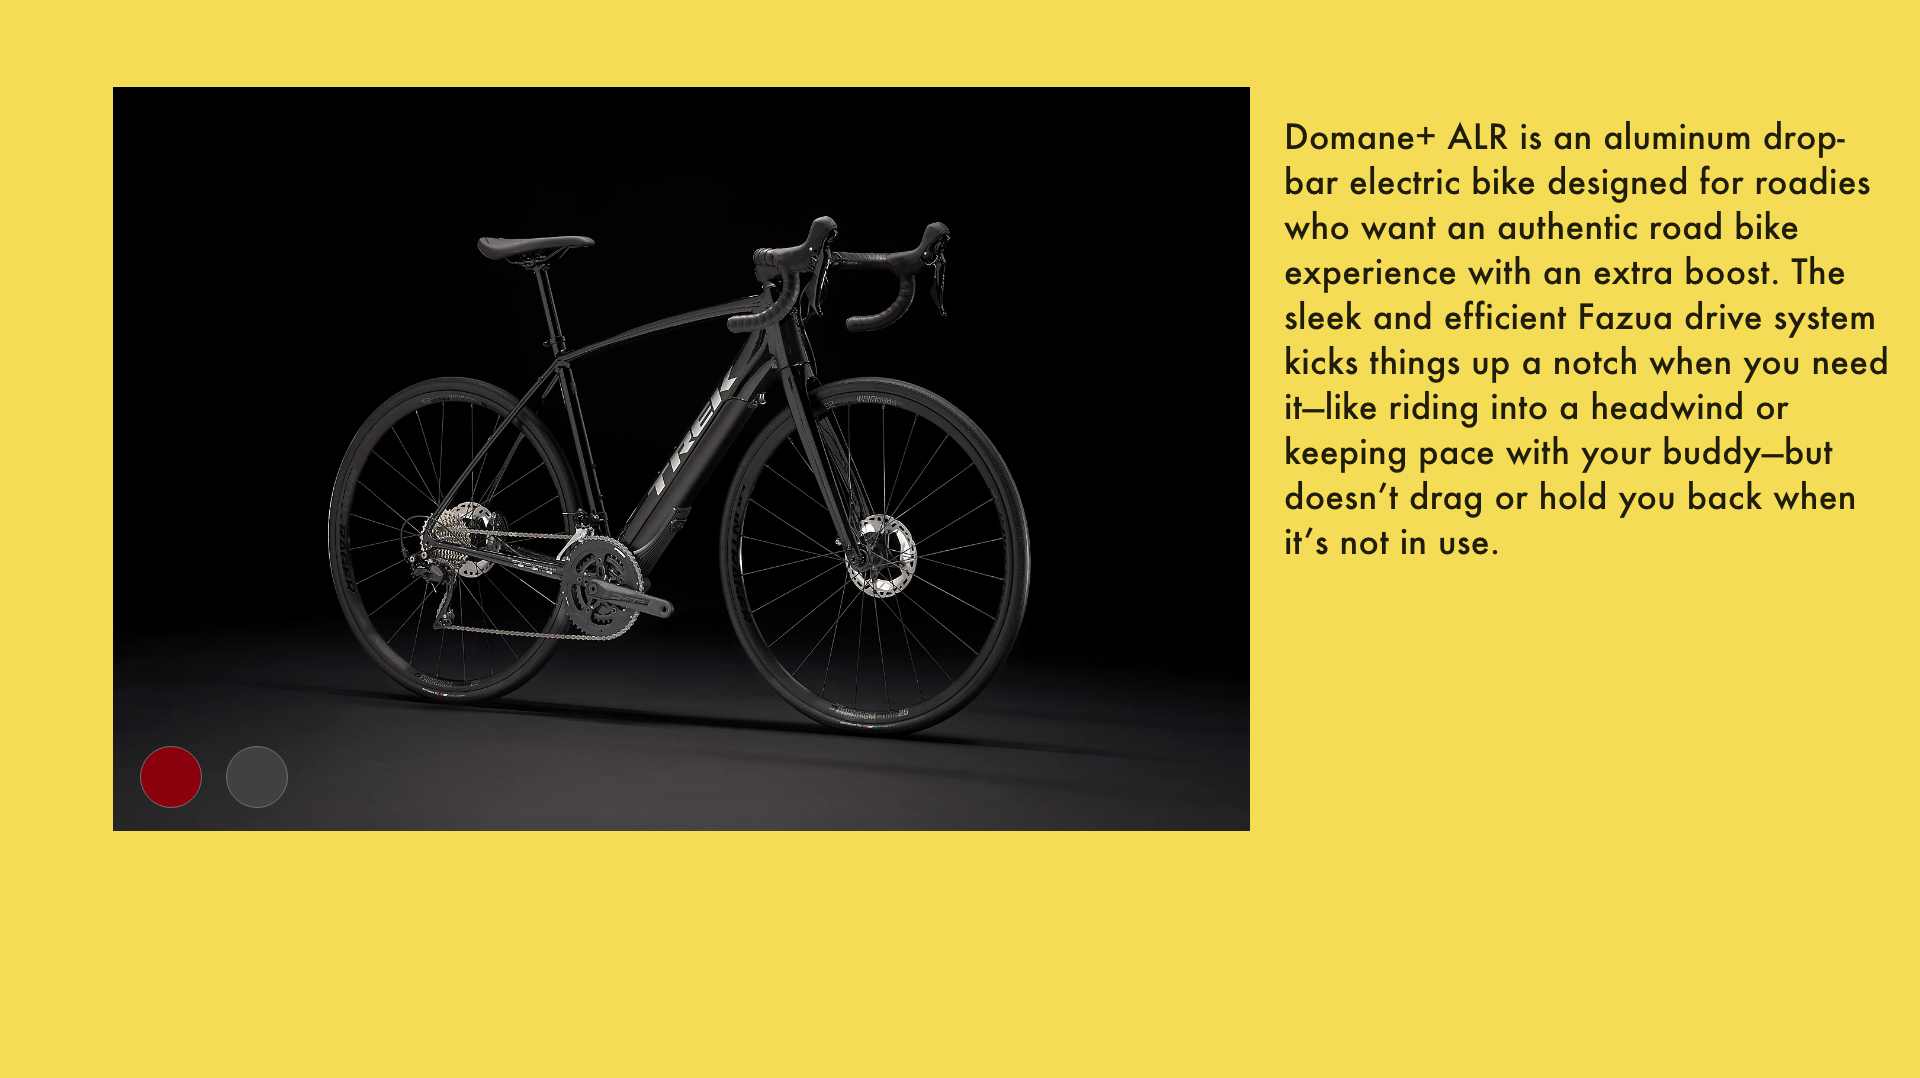 Domane+ ALR is an aluminum drop-
bar electric bike designed for roadies
who want an authentic road bike
experience with an extra boost. The
sleek and efficient Fazua drive system
kicks things up a notch when you need
it—like riding into a headwind or
keeping pace with your buddy—but
doesn’t drag or hold you back when
it’s not in use.
TREK